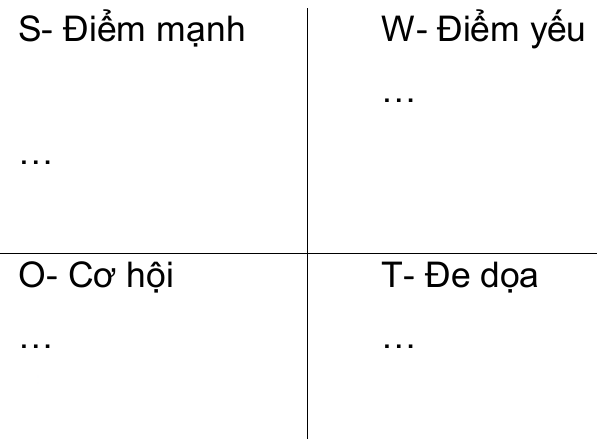 S- Điểm mạnh
…
W- Điểm yếu
…
O- Cơ hội
…
T- Đe dọa
…